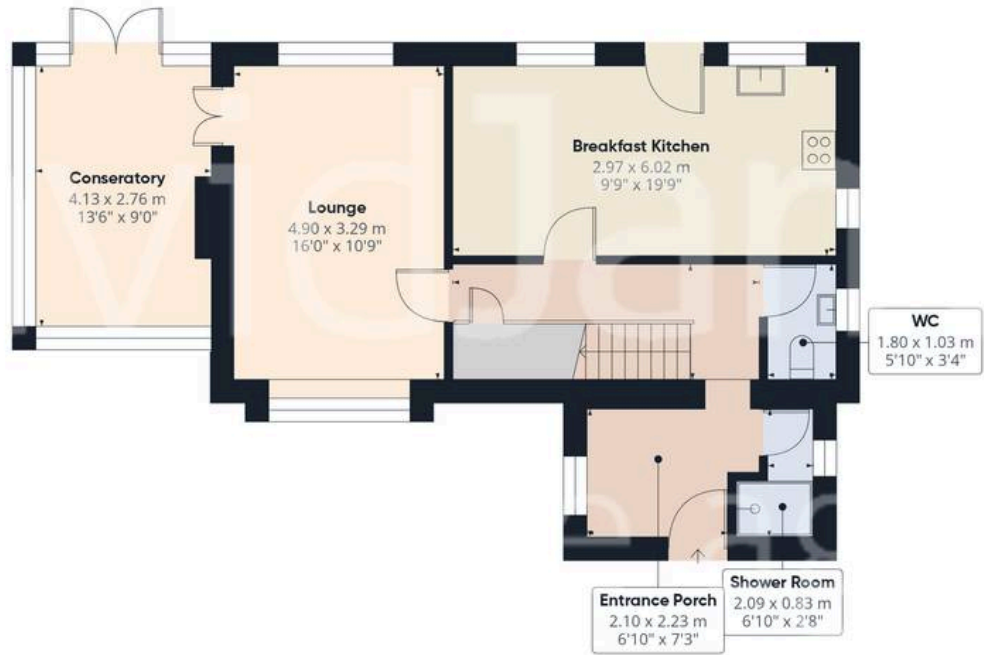 Conseratory
4.13 x 2.76 m
13'6" x 9'0"
Lounge
4.90 x 3.29 m
16'0" x 10'9"
Breakfast Kitchen
2.97 x 6.02 m
9'9" x 19'9"
WC
1.80 x 1.03 m
5'10" x 3'4"
Entrance Porch
2.10 x 2.23 m
6'10" x 7'3"
Shower Room
2.09 x 0.83 m
6'10" x 2'8"